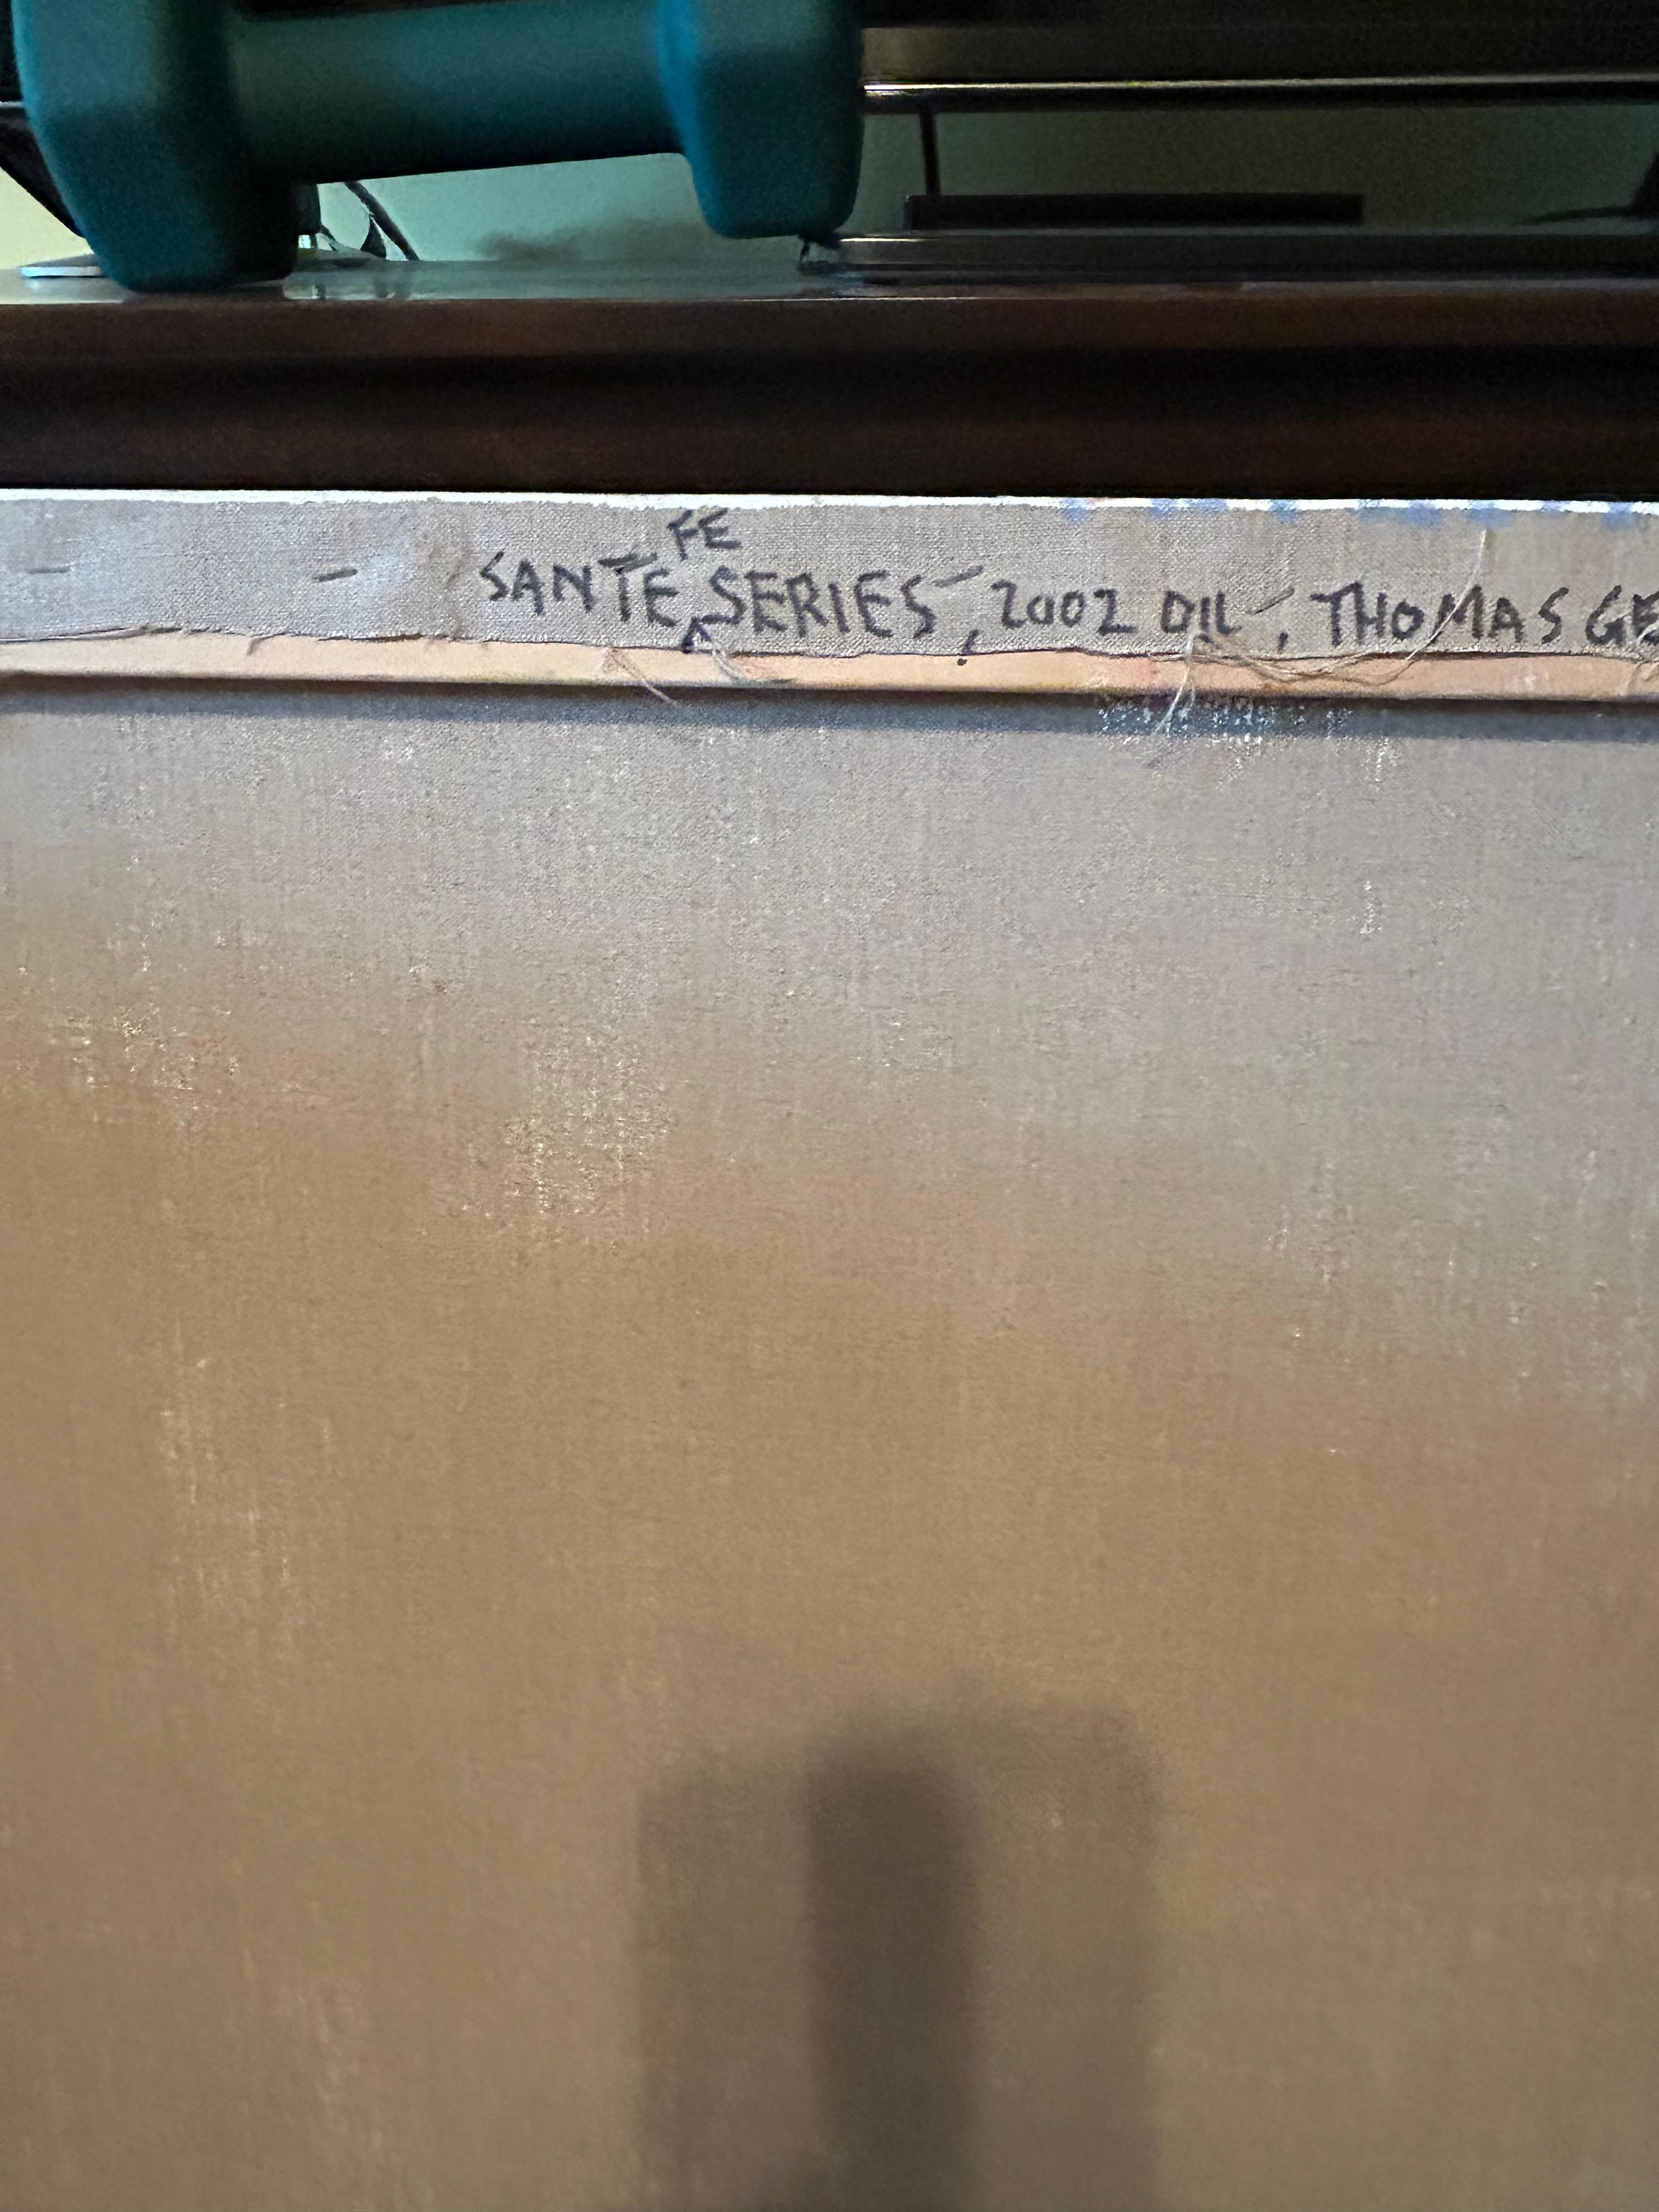 FE
SANTE SERIES, 2002 OIL, THOMAS GE